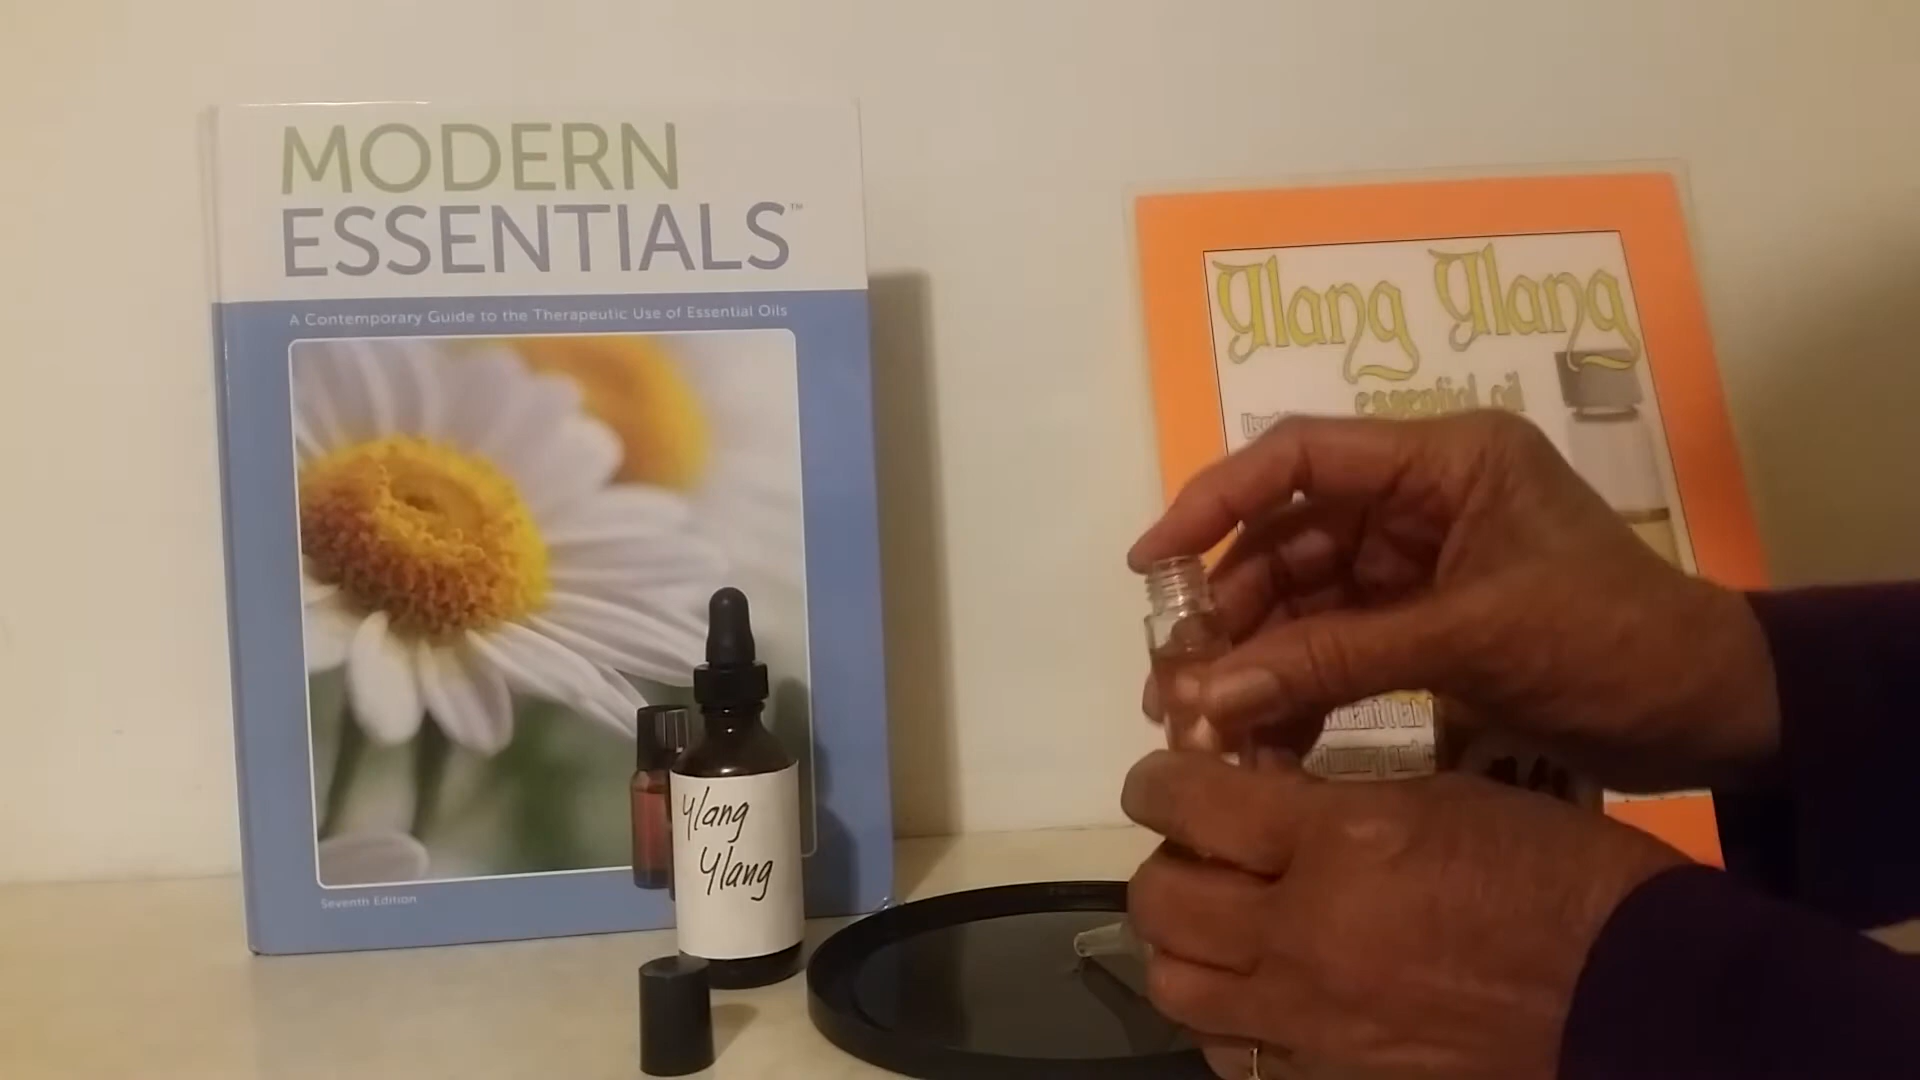 MODERN
ESSENTIALS™
A Contemporary Guide to the Therapeutic Use of Essential Oils
Seventh Edition
Ylang
Ylang
Ylang Ylang
essential oil